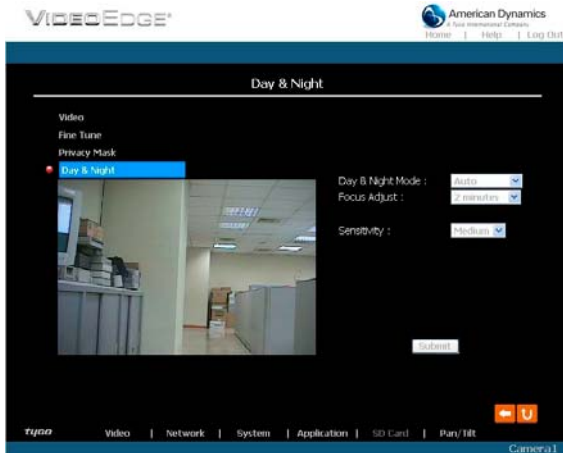 VIDEOEDGE®
American Dynamics
A Tyco International Company
Home | Help | Log Out
Day & Night
Video
Fine Tune
Privacy Mask
Day & Night
Day & Night Mode : Auto
Focus Adjust : 2 minutes
Sensitivity : Medium
Submit
tyco Video | Network | System | Application | SD Card | Pan/Tilt
Camera1